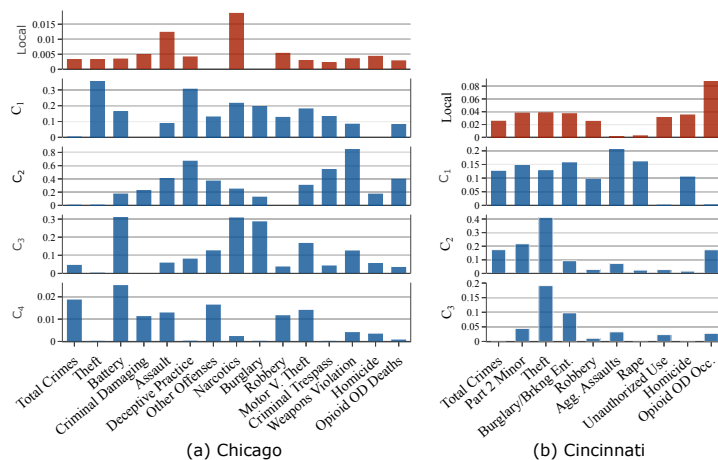 Local
0.015
0.01
0.005
0
C1
0.3
0.2
0.1
0
C2
0.8
0.6
0.4
0.2
0
C3
0.3
0.2
0.1
0
C4
0.02
0.01
0
Total Crimes
Theft
Battery
Criminal Damaging
Assault
Deceptive Practice
Other Offenses
Narcotics
Burglary
Robbery
Motor V. Theft
Criminal Trespass
Weapons Violation
Homicide
Opioid OD Deaths
(a) Chicago
Local
0.08
0.06
0.04
0.02
0
C1
0.2
0.15
0.1
0.05
0
C2
0.4
0.3
0.2
0.1
0
C3
0.2
0.15
0.1
0.05
0
Total Crimes
Part 2 Minor
Theft
Burglary/Brkng Ent.
Robbery
Agg. Assaults
Rape
Unauthorized Use
Homicide
Opioid OD Occ.
(b) Cincinnati